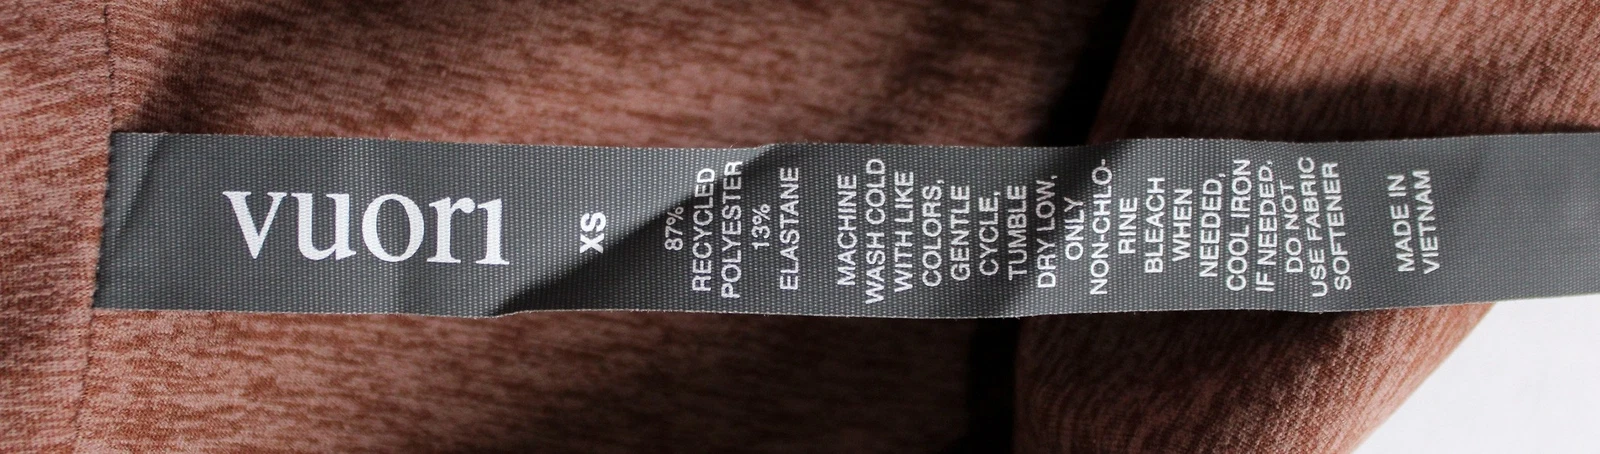 vuori
XS
87%
RECYCLED
POLYESTER
13%
ELASTANE
MACHINE
WASH COLD
WITH LIKE
COLORS,
GENTLE
CYCLE,
TUMBLE
DRY LOW,
ONLY
NON-CHLO-
RINE
BLEACH
WHEN
NEEDED,
COOL IRON
IF NEEDED.
DO NOT
USE FABRIC
SOFTENER
MADE IN
VIETNAM